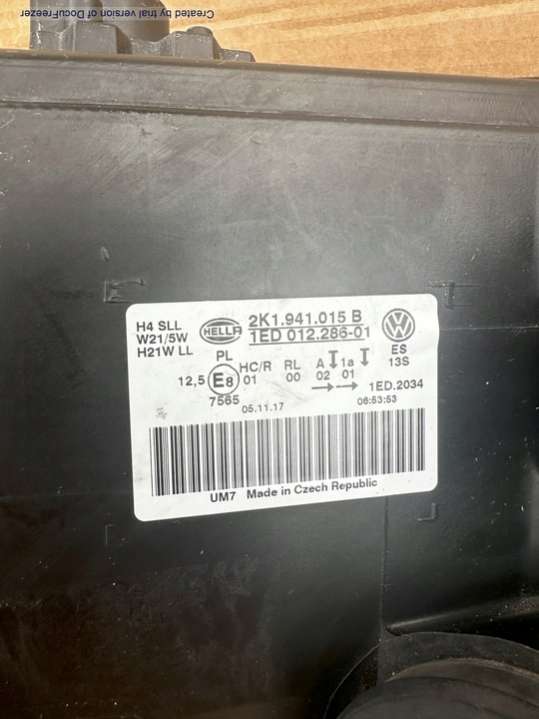 Created by trial version of DocuFreezer
H4 SLL
W21/5W
H21W LL
HELLA
2K1.941.015 B
1ED 012.286-01
PL
ES
13S
12,5
E8
HC/R RL A 1a
01 00 02 01
1ED.2034
7565
05.11.17
06:53:53
UM7 Made in Czech Republic